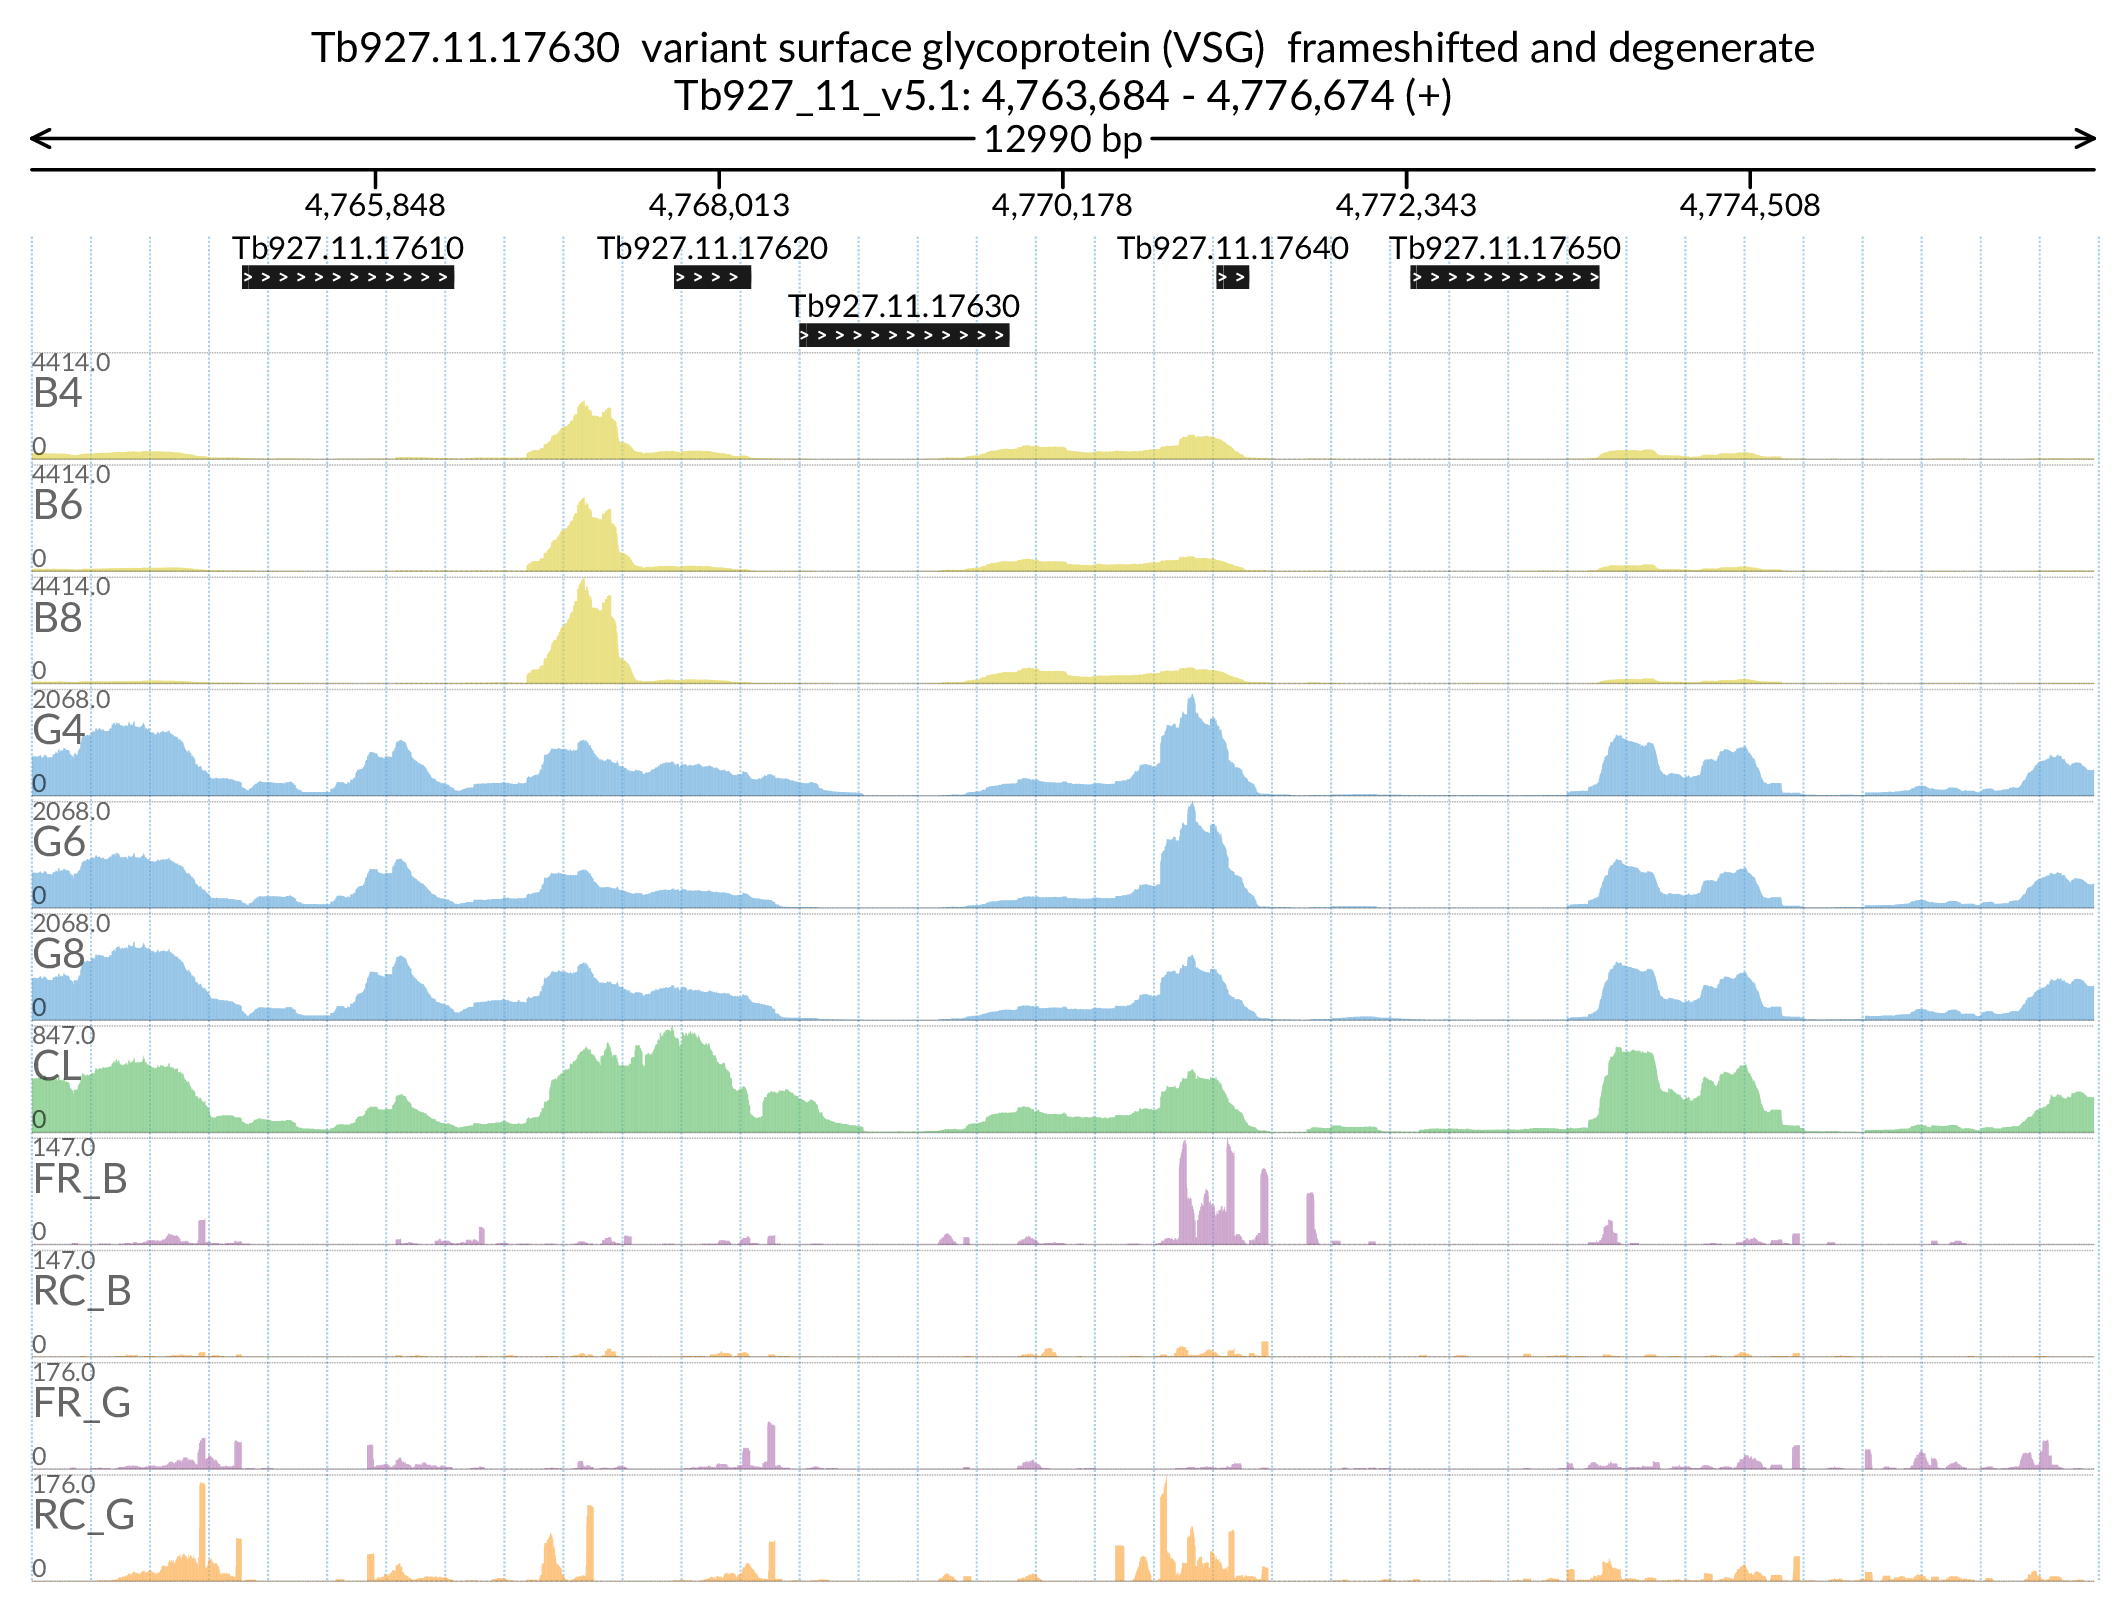 Tb927.11.17630  variant surface glycoprotein (VSG)  frameshifted and degenerate
Tb927_11_v5.1: 4,763,684 - 4,776,674 (+)
12990 bp
4,765,848 4,768,013 4,770,178 4,772,343 4,774,508
Tb927.11.17610 Tb927.11.17620 Tb927.11.17640 Tb927.11.17650
Tb927.11.17630
4414.0
B4
0
4414.0
B6
0
4414.0
B8
0
2068.0
G4
0
2068.0
G6
0
2068.0
G8
0
847.0
CL
0
147.0
FR_B
0
147.0
RC_B
0
176.0
FR_G
0
176.0
RC_G
0